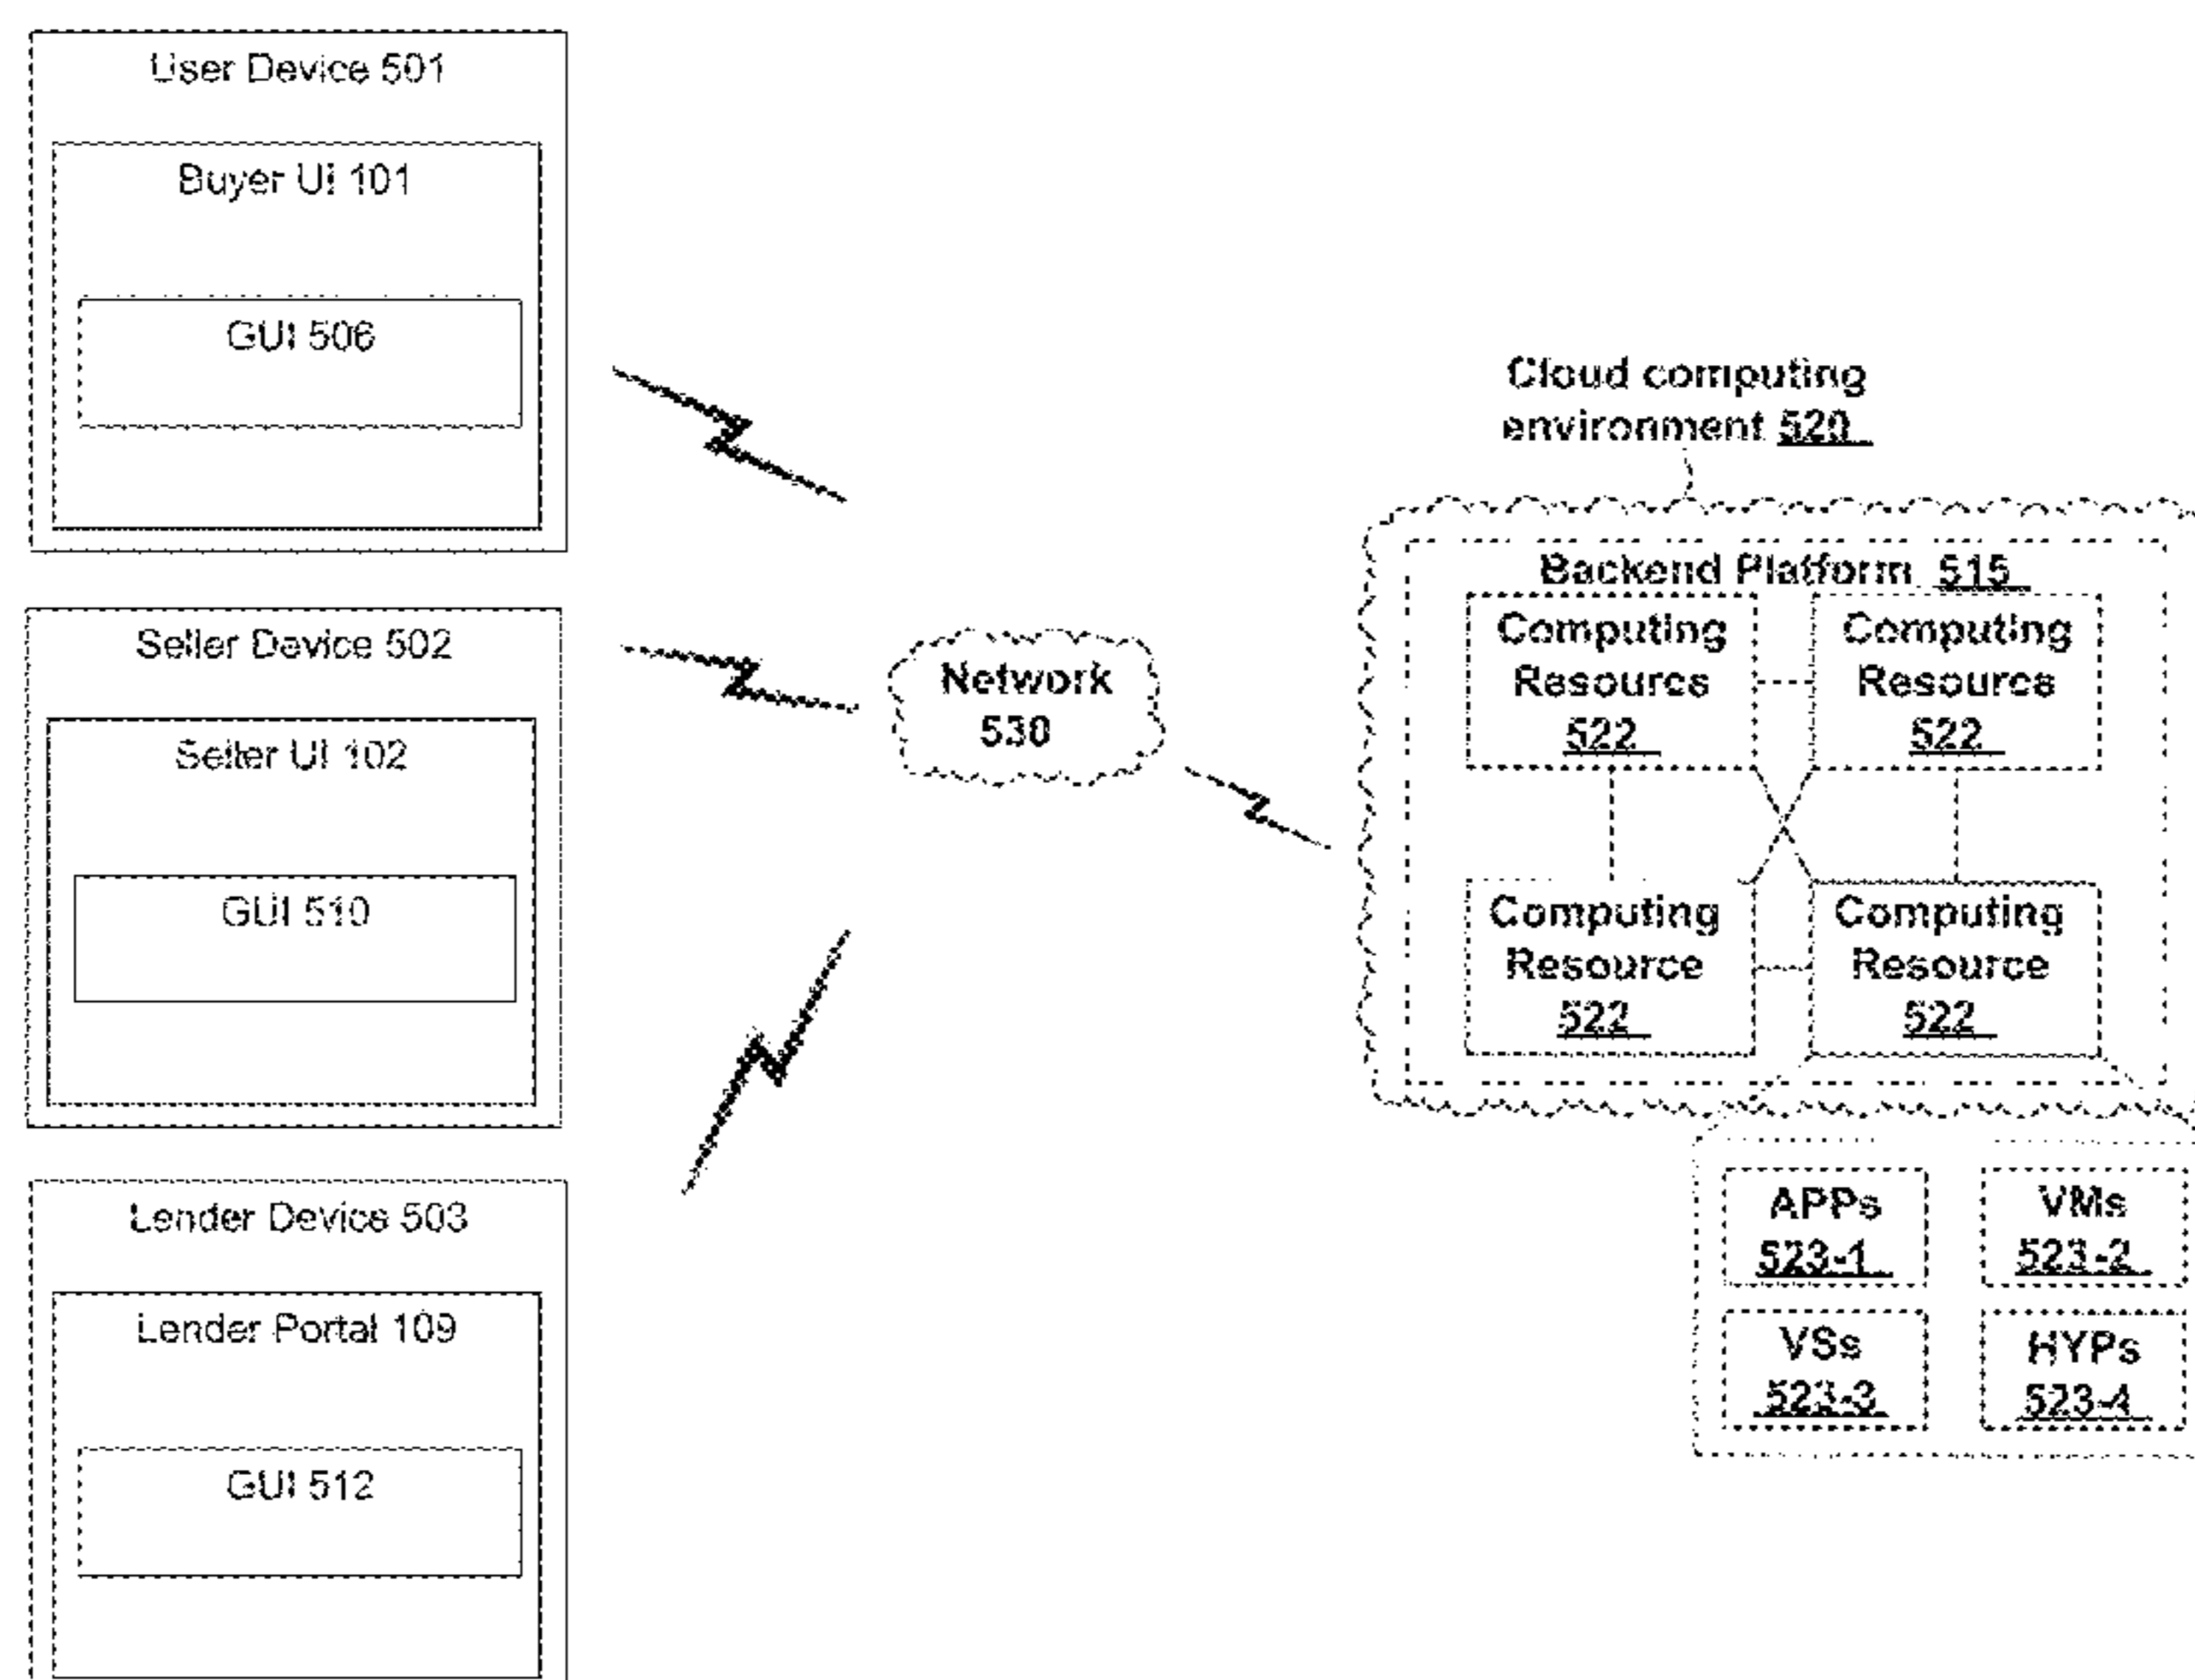 User Device 501
Buyer UI 101
GUI 506
Seller Device 502
Seller UI 102
GUI 510
Lender Device 503
Lender Portal 109
GUI 512
Network
530
Cloud computing
environment 520
Backend Platform 515
Computing
Resource
522
Computing
Resource
522
Computing
Resource
522
Computing
Resource
522
APPs
523-1
VMs
523-2
VSs
523-3
HYPs
523-4